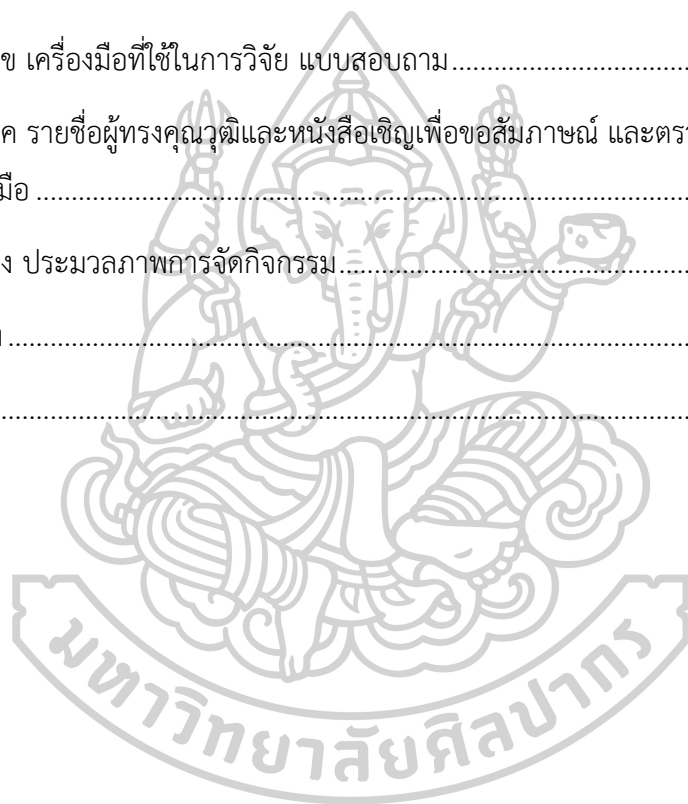 ข เครื่องมือที่ใช้ในการวิจัย แบบสอบถาม.......................................
ค รายชื่อผู้ทรงคุณวุฒิและหนังสือเชิญเพื่อขอสัมภาษณ์ และตรว
มือ ...............................................................................................
ง ประมวลภาพการจัดกิจกรรม.....................................................
มหาวิทยาลัยศิลปากร